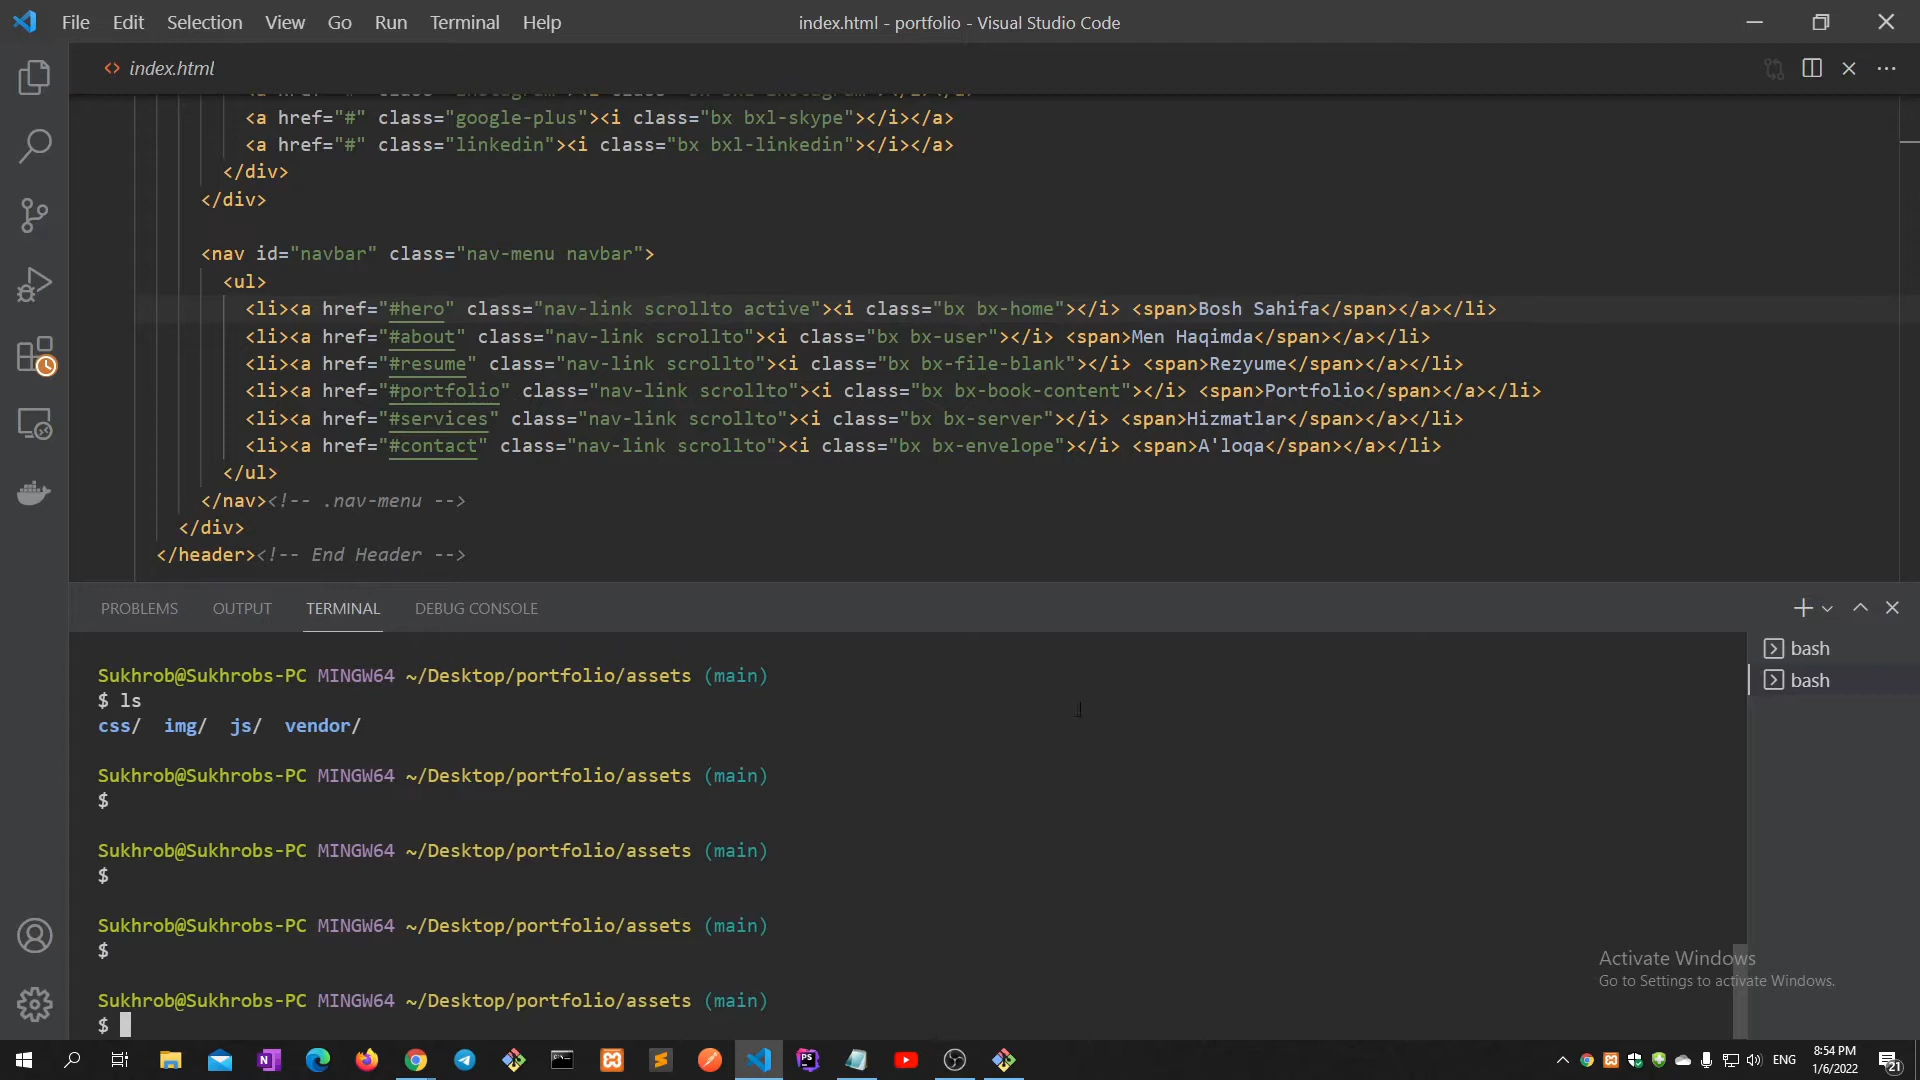 File Edit Selection View Go Run Terminal Help
index.html - portfolio - Visual Studio Code
index.html
<a href="#" class="google-plus"><i class="bx bxl-skype"></i></a>
<a href="#" class="linkedin"><i class="bx bxl-linkedin"></i></a>
</div>
</div>
<nav id="navbar" class="nav-menu navbar">
<ul>
<li><a href="#hero" class="nav-link scrollto active"><i class="bx bx-home"></i> <span>Bosh Sahifa</span></a></li>
<li><a href="#about" class="nav-link scrollto"><i class="bx bx-user"></i> <span>Men Haqimda</span></a></li>
<li><a href="#resume" class="nav-link scrollto"><i class="bx bx-file-blank"></i> <span>Rezyume</span></a></li>
<li><a href="#portfolio" class="nav-link scrollto"><i class="bx bx-book-content"></i> <span>Portfolio</span></a></li>
<li><a href="#services" class="nav-link scrollto"><i class="bx bx-server"></i> <span>Hizmatlar</span></a></li>
<li><a href="#contact" class="nav-link scrollto"><i class="bx bx-envelope"></i> <span>A'loqa</span></a></li>
</ul>
</nav><!-- .nav-menu -->
</div>
</header><!-- End Header -->
PROBLEMS OUTPUT TERMINAL DEBUG CONSOLE
bash
bash
Sukhrob@Sukhrobs-PC MINGW64 ~/Desktop/portfolio/assets (main)
$ ls
css/ img/ js/ vendor/
Sukhrob@Sukhrobs-PC MINGW64 ~/Desktop/portfolio/assets (main)
$
Sukhrob@Sukhrobs-PC MINGW64 ~/Desktop/portfolio/assets (main)
$
Sukhrob@Sukhrobs-PC MINGW64 ~/Desktop/portfolio/assets (main)
$
Sukhrob@Sukhrobs-PC MINGW64 ~/Desktop/portfolio/assets (main)
$
Activate Windows
Go to Settings to activate Windows.
ENG
8:54 PM
1/6/2022
21